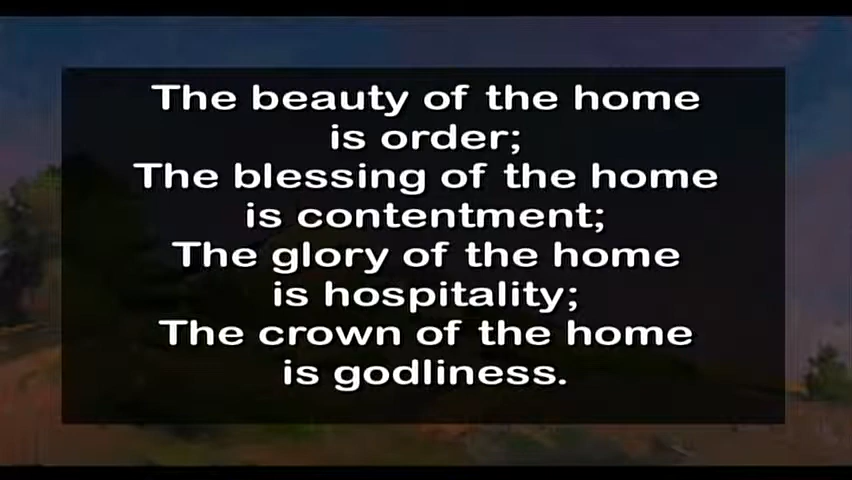 The beauty of the home
is order;
The blessing of the home
is contentment;
The glory of the home
is hospitality;
The crown of the home
is godliness.